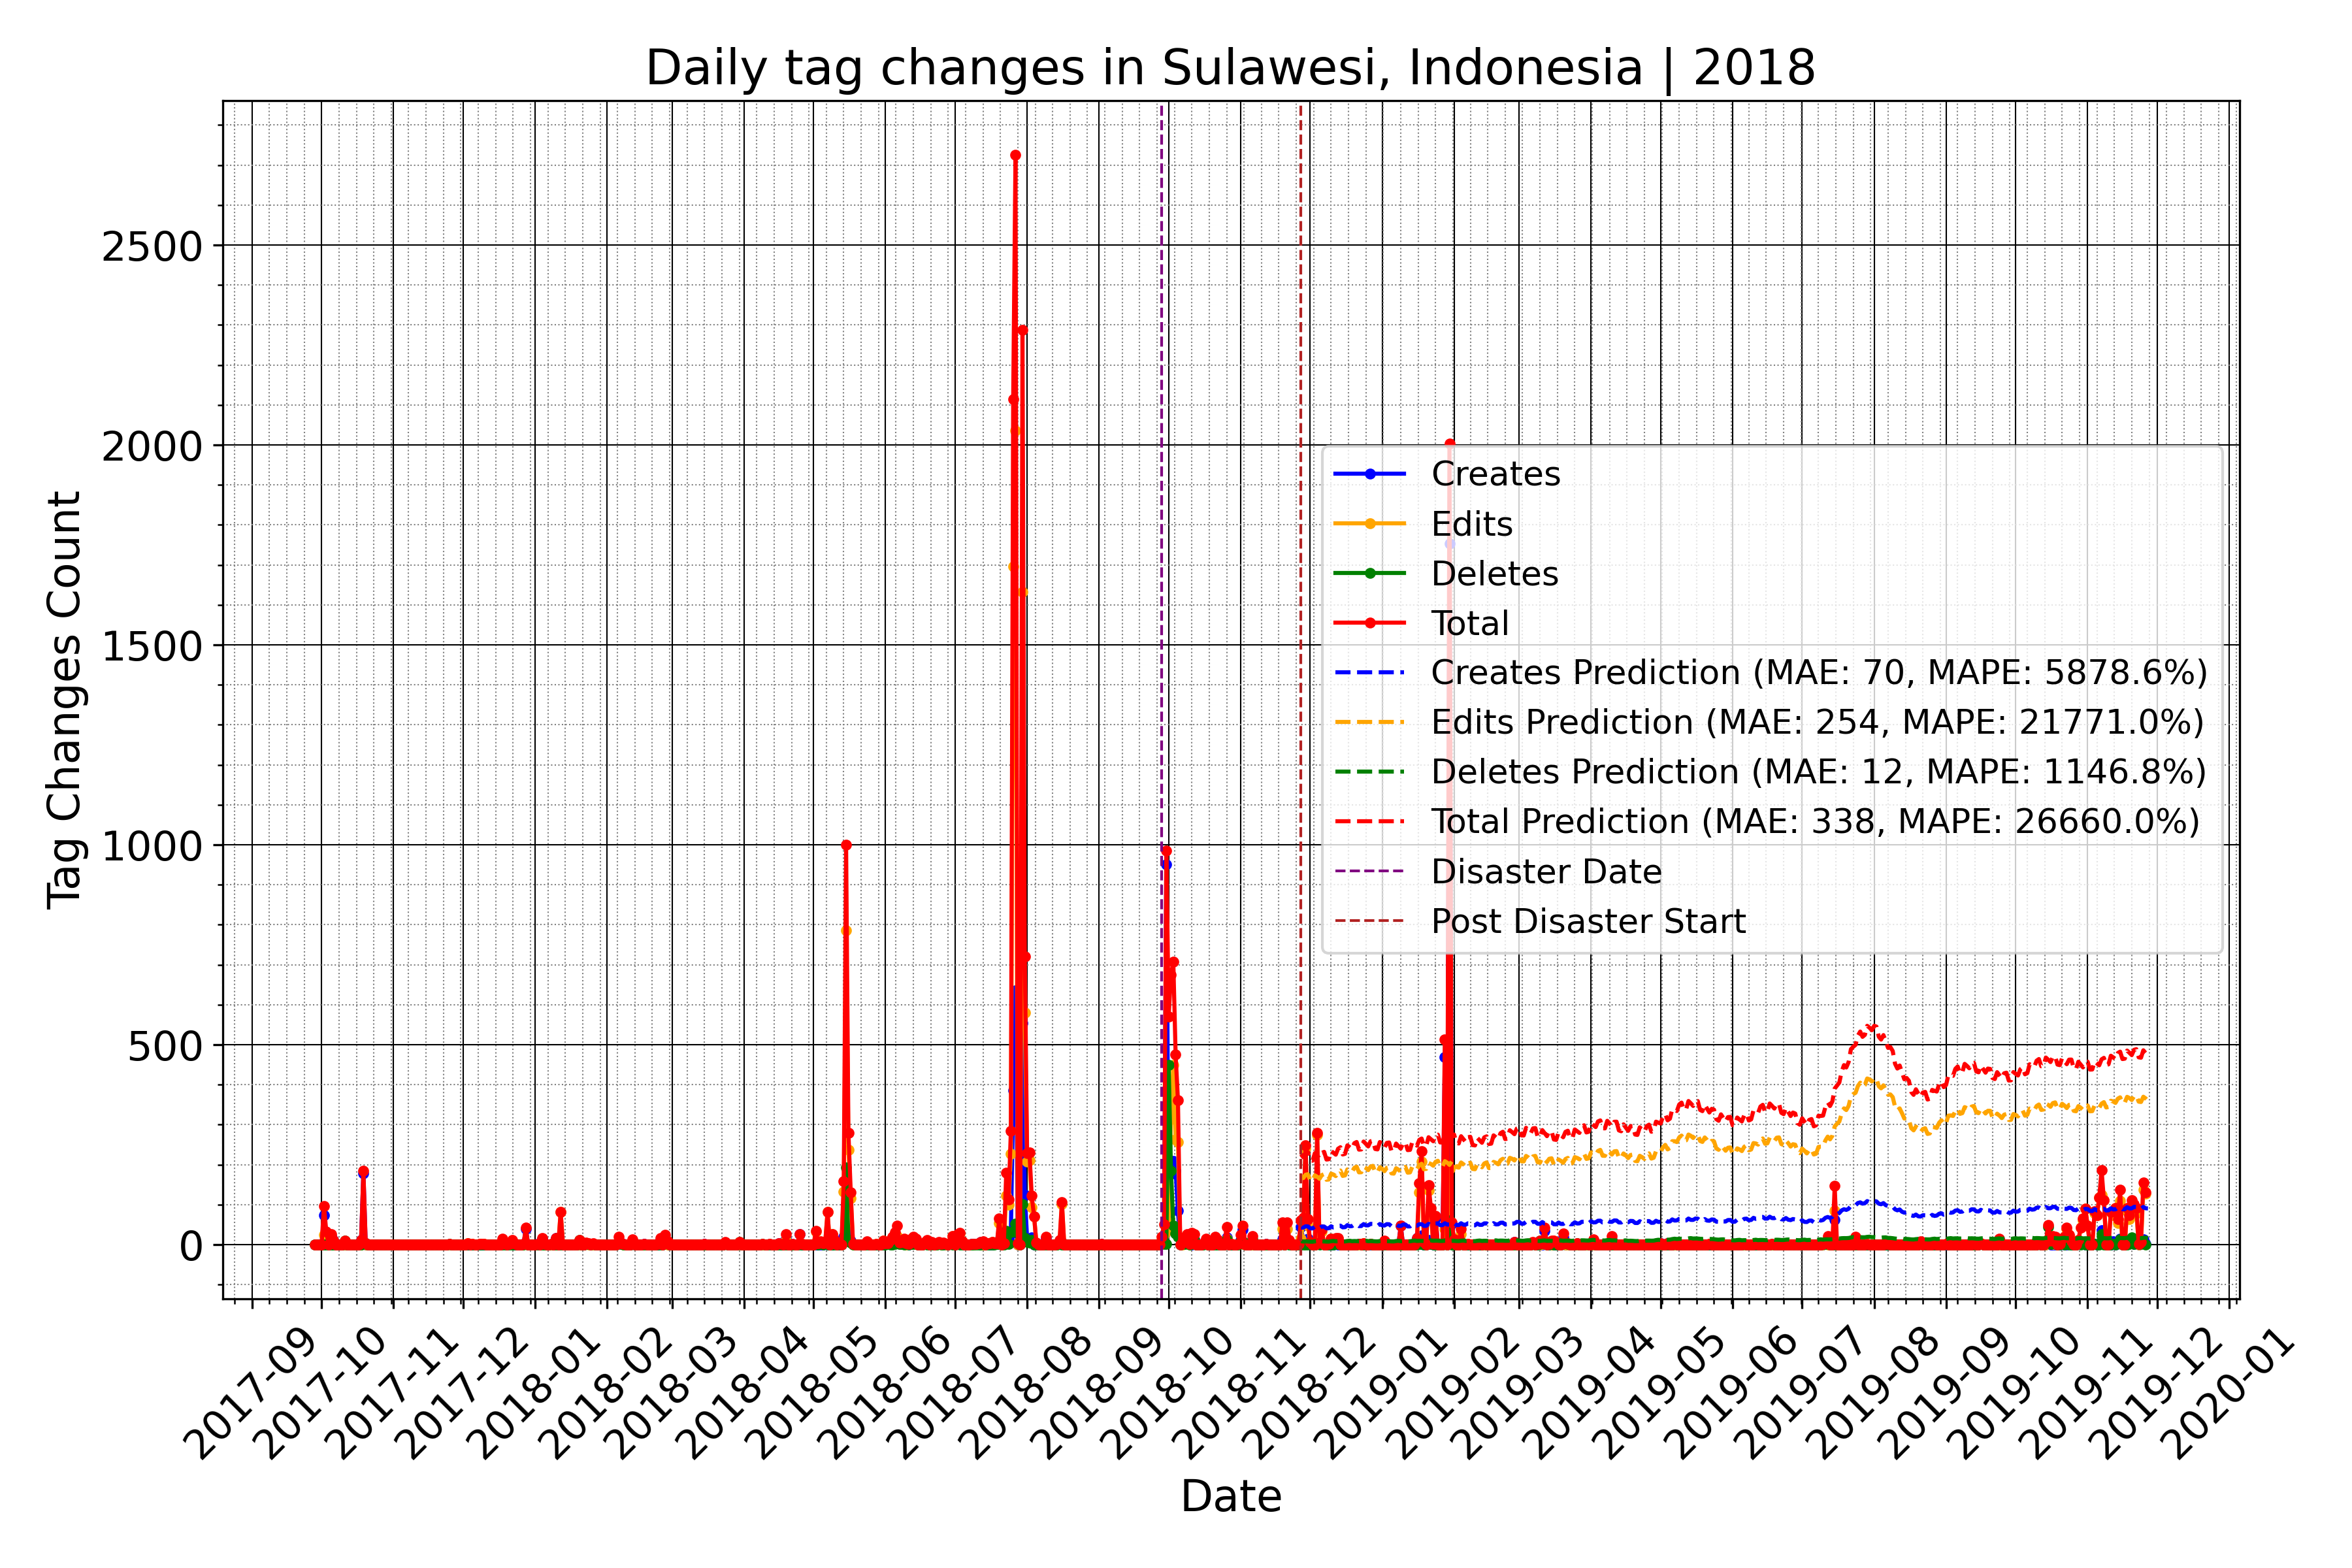 Daily tag changes in Sulawesi, Indonesia | 2018
Tag Changes Count
2500
2000
1500
1000
500
0
Creates
Edits
Deletes
Total
Creates Prediction (MAE: 70, MAPE: 5878.6%)
Edits Prediction (MAE: 254, MAPE: 21771.0%)
Deletes Prediction (MAE: 12, MAPE: 1146.8%)
Total Prediction (MAE: 338, MAPE: 26660.0%)
Disaster Date
Post Disaster Start
2017-09
2017-10
2017-11
2017-12
2018-01
2018-02
2018-03
2018-04
2018-05
2018-06
2018-07
2018-08
2018-09
2018-10
2018-11
2018-12
2019-01
2019-02
2019-03
2019-04
2019-05
2019-06
2019-07
2019-08
2019-09
2019-10
2019-11
2019-12
2020-01
Date